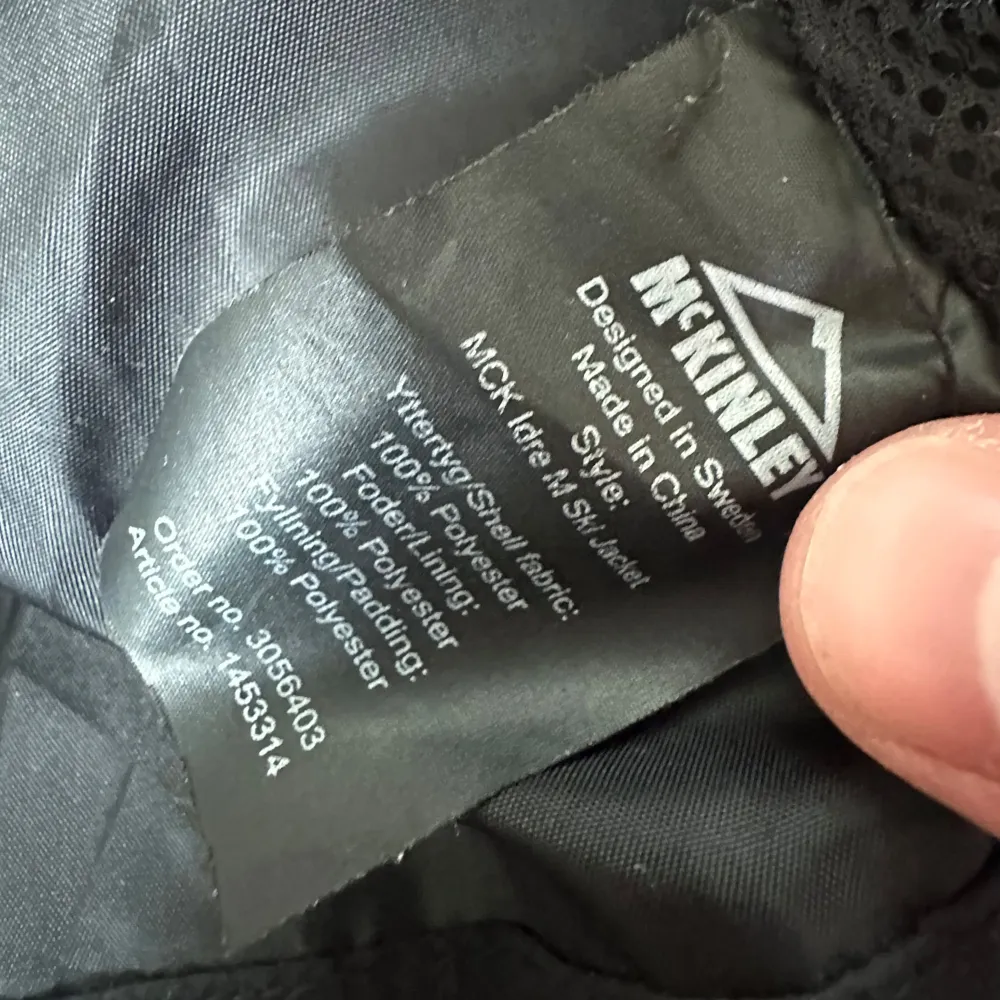 McKINLEY
Designed in Sweden
Made in China
Style:
MCK Idre M Ski Jacket
Yttertyg/Shell fabric:
100% Polyester
Foder/Lining:
100% Polyester
Fyllning/Padding:
100% Polyester
Order no. 3056403
Article no. 1453314